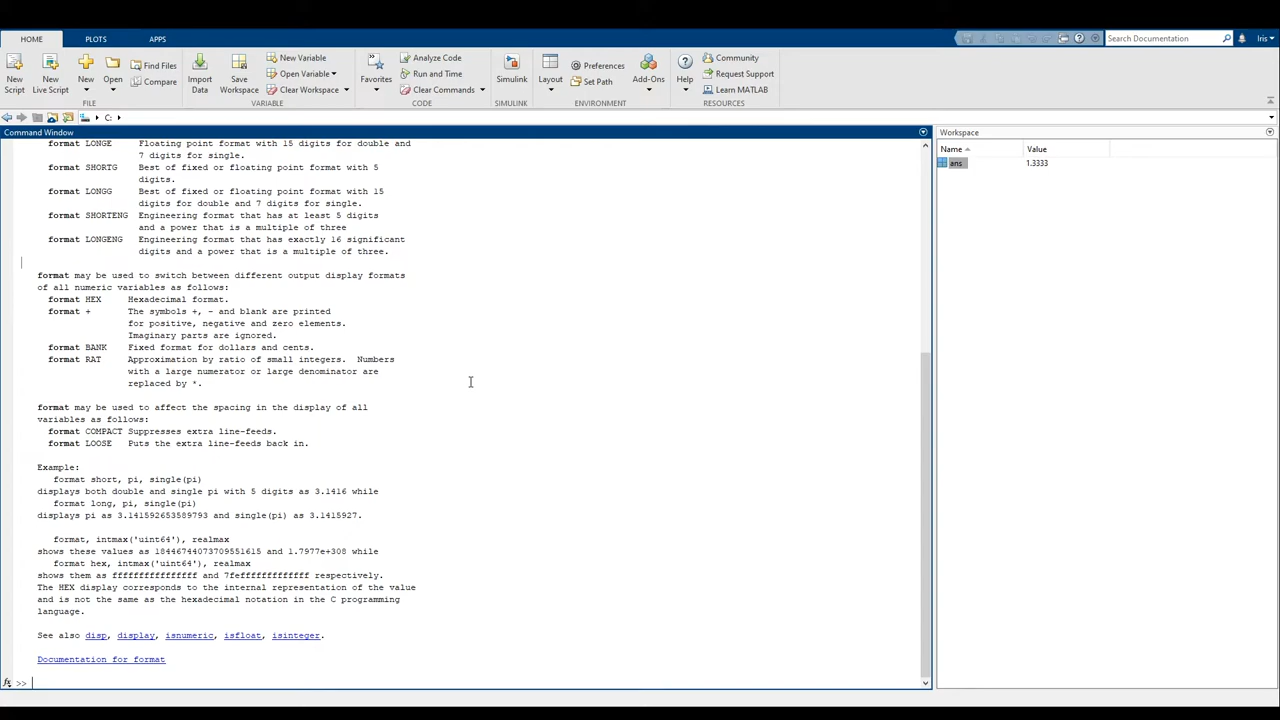 HOME PLOTS APPS
Search Documentation Iris
New Script
New Live Script
New
Open
Find Files
Compare
FILE
Import Data
Save Workspace
New Variable
Open Variable
Clear Workspace
VARIABLE
Favorites
Analyze Code
Run and Time
Clear Commands
CODE
Simulink
SIMULINK
Layout
Preferences
Set Path
Add-Ons
ENVIRONMENT
Help
Community
Request Support
Learn MATLAB
RESOURCES
C:
Command Window
format LONGE Floating point format with 15 digits for double and
7 digits for single.
format SHORTG Best of fixed or floating point format with 5
digits.
format LONGG Best of fixed or floating point format with 15
digits for double and 7 digits for single.
format SHORTENG Engineering format that has at least 5 digits
and a power that is a multiple of three
format LONGENG Engineering format that has exactly 16 significant
digits and a power that is a multiple of three.
format may be used to switch between different output display formats
of all numeric variables as follows:
format HEX Hexadecimal format.
format + The symbols +, - and blank are printed
for positive, negative and zero elements.
Imaginary parts are ignored.
format BANK Fixed format for dollars and cents.
format RAT Approximation by ratio of small integers. Numbers
with a large numerator or large denominator are
replaced by *.
format may be used to affect the spacing in the display of all
variables as follows:
format COMPACT Suppresses extra line-feeds.
format LOOSE Puts the extra line-feeds back in.
Example:
format short, pi, single(pi)
displays both double and single pi with 5 digits as 3.1416 while
format long, pi, single(pi)
displays pi as 3.141592653589793 and single(pi) as 3.1415927.
format, intmax('uint64'), realmax
shows these values as 18446744073709551615 and 1.7977e+308 while
format hex, intmax('uint64'), realmax
shows them as ffffffffffffffff and 7fefffffffffffff respectively.
The HEX display corresponds to the internal representation of the value
and is not the same as the hexadecimal notation in the C programming
language.
See also disp, display, isnumeric, isfloat, isinteger.
Documentation for format
fx >>
Workspace
Name Value
ans 1.3333